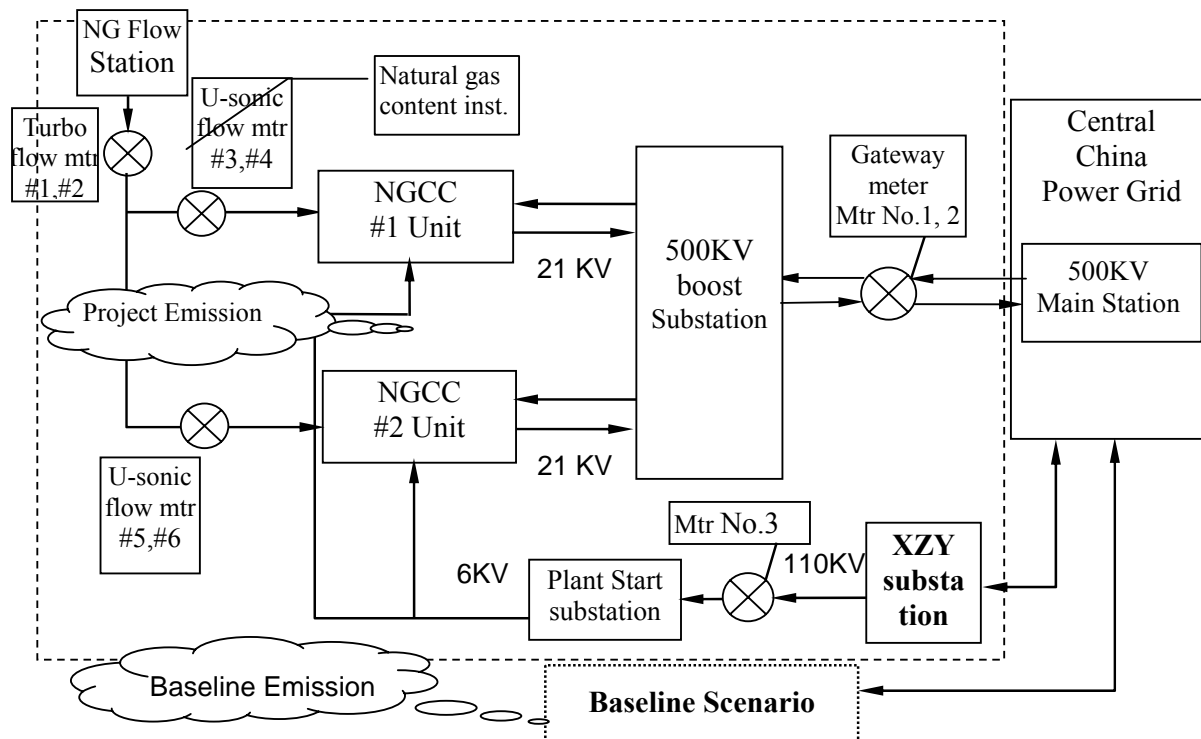 NG Flow
Station
U-sonic
flow mtr
#3,#4
Natural gas
content inst.
Turbo
flow mtr
#1,#2
NGCC
#1 Unit
21 KV
500KV
boost
Substation
Gateway
meter
Mtr No.1, 2
Central
China
Power Grid
500KV
Main Station
Project Emission
NGCC
#2 Unit
21 KV
U-sonic
flow mtr
#5,#6
Mtr No.3
6KV
Plant Start
substation
110KV
XZY
substa
tion
Baseline Emission
Baseline Scenario